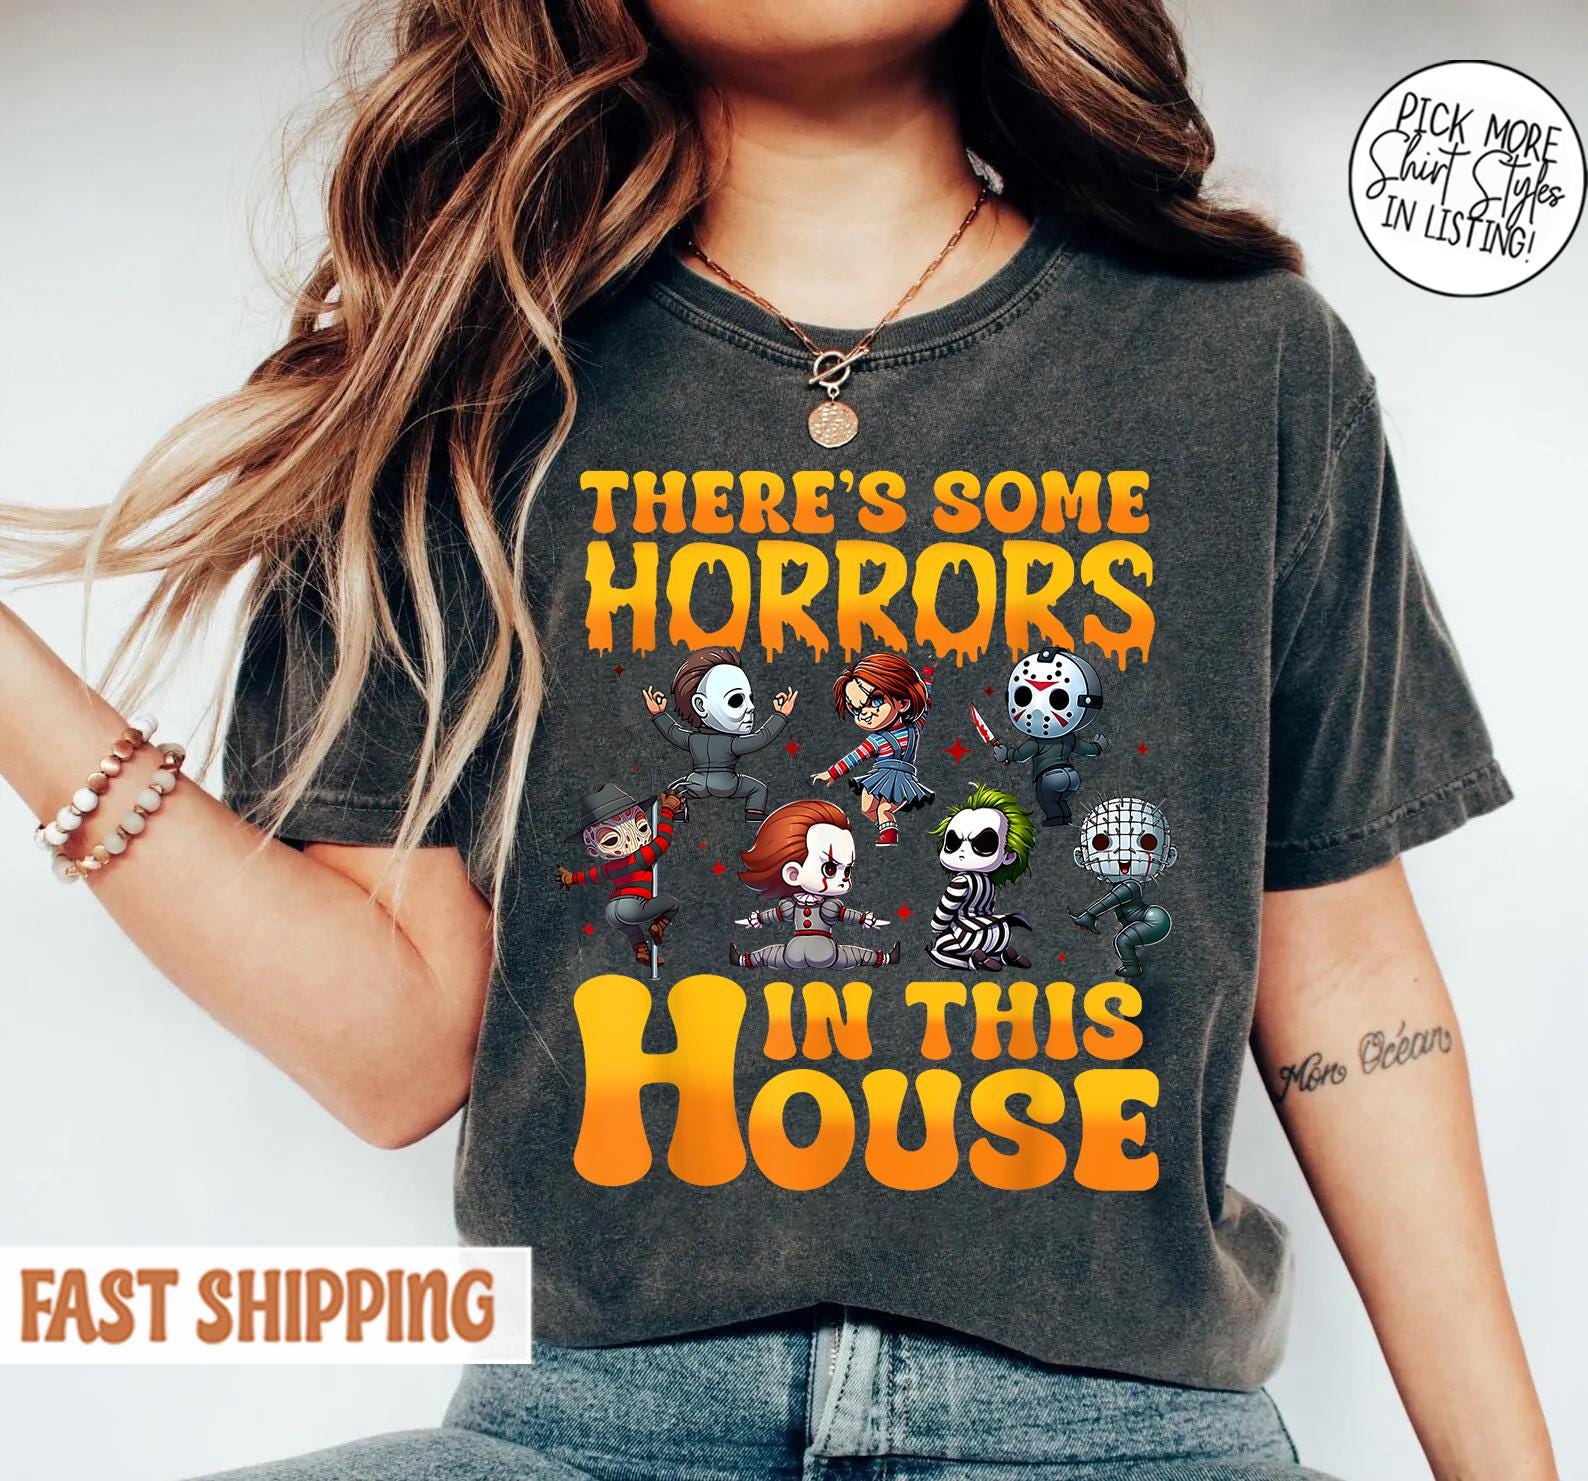 PICK MORE
Shirt Styles
IN LISTING!
THERE'S SOME
HORRORS
IN THIS
HOUSE
Mon Océan
FAST SHIPPING